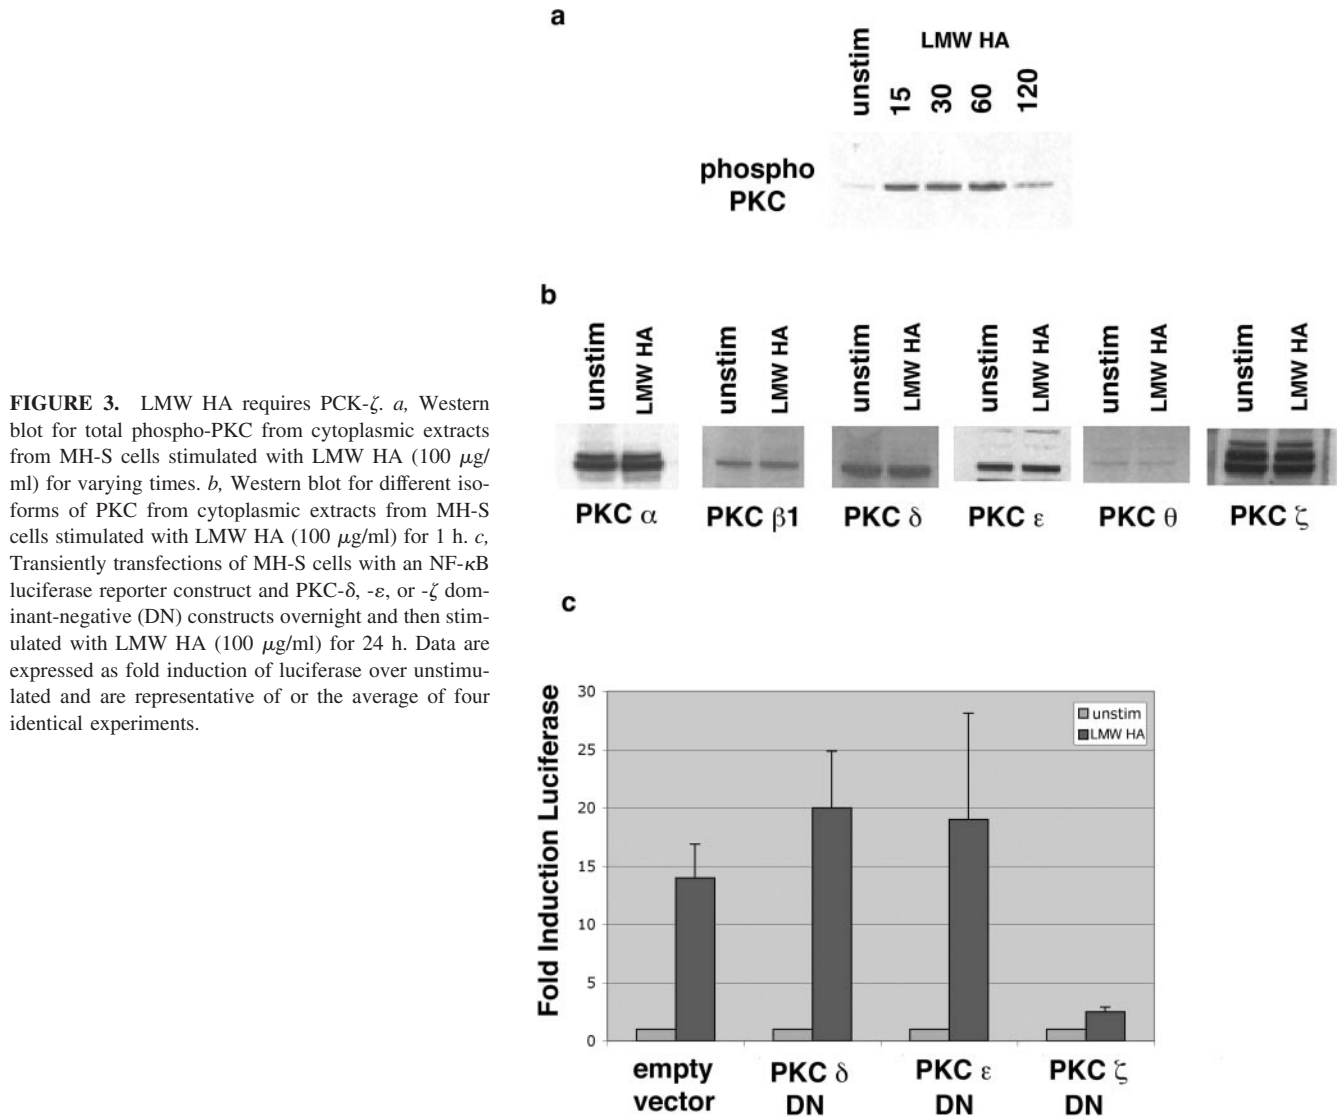 FIGURE 3. LMW HA requires PCK-ζ. a, Western
blot for total phospho-PKC from cytoplasmic extracts
from MH-S cells stimulated with LMW HA (100 μg/
ml) for varying times. b, Western blot for different iso-
forms of PKC from cytoplasmic extracts from MH-S
cells stimulated with LMW HA (100 μg/ml) for 1 h. c,
Transiently transfections of MH-S cells with an NF-κB
luciferase reporter construct and PKC-δ, -ε, or -ζ dom-
inant-negative (DN) constructs overnight and then stim-
ulated with LMW HA (100 μg/ml) for 24 h. Data are
expressed as fold induction of luciferase over unstimu-
lated and are representative of or the average of four
identical experiments.
a
LMW HA
unstim 15 30 60 120
phospho
PKC
b
unstim LMW HA unstim LMW HA unstim LMW HA unstim LMW HA unstim LMW HA unstim LMW HA
PKC α PKC β1 PKC δ PKC ε PKC θ PKC ζ
c
Fold Induction Luciferase
30
25
20
15
10
5
0
unstim
LMW HA
empty PKC δ PKC ε PKC ζ
vector DN DN DN